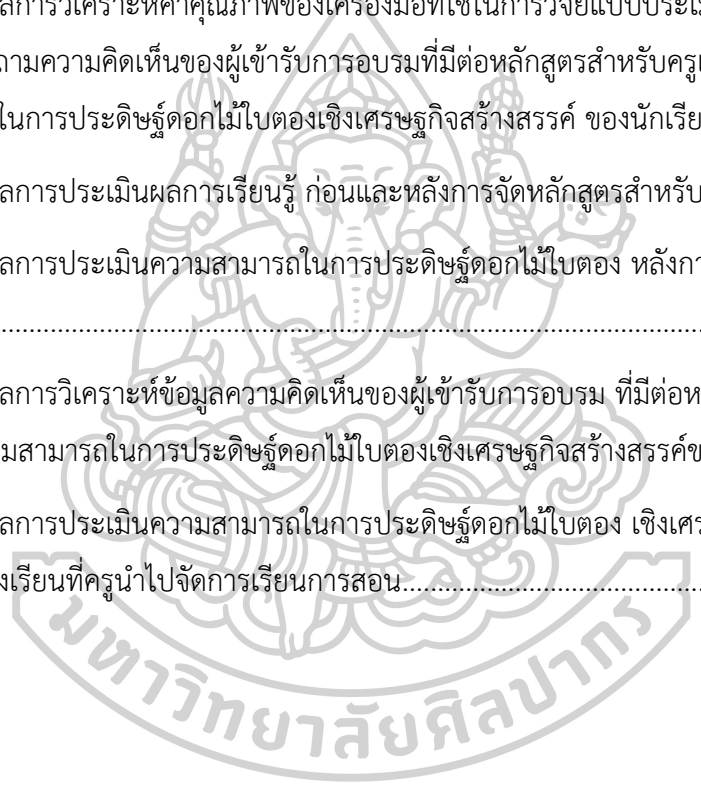 ลการวิเคราะห์ค่าคุณภาพของเครื่องมือที่ใช้ในการวิจัยแบบประเมิ
ถามความคิดเห็นของผู้เข้ารับการอบรมที่มีต่อหลักสูตรสำหรับครู
ในการประดิษฐ์ดอกไม้ใบตองเชิงเศรษฐกิจสร้างสรรค์ ของนักเรีย
ลการประเมินผลการเรียนรู้ ก่อนและหลังการจัดหลักสูตรสำหรับ
ลการประเมินความสามารถในการประดิษฐ์ดอกไม้ใบตอง หลังกา
................................................................................
ลการวิเคราะห์ข้อมูลความคิดเห็นของผู้เข้ารับการอบรม ที่มีต่อห
มสามารถในการประดิษฐ์ดอกไม้ใบตองเชิงเศรษฐกิจสร้างสรรค์ข
ลการประเมินความสามารถในการประดิษฐ์ดอกไม้ใบตอง เชิงเศร
งเรียนที่ครูนำไปจัดการเรียนการสอน........................................
มหาวิทยาลัยศิลปากร